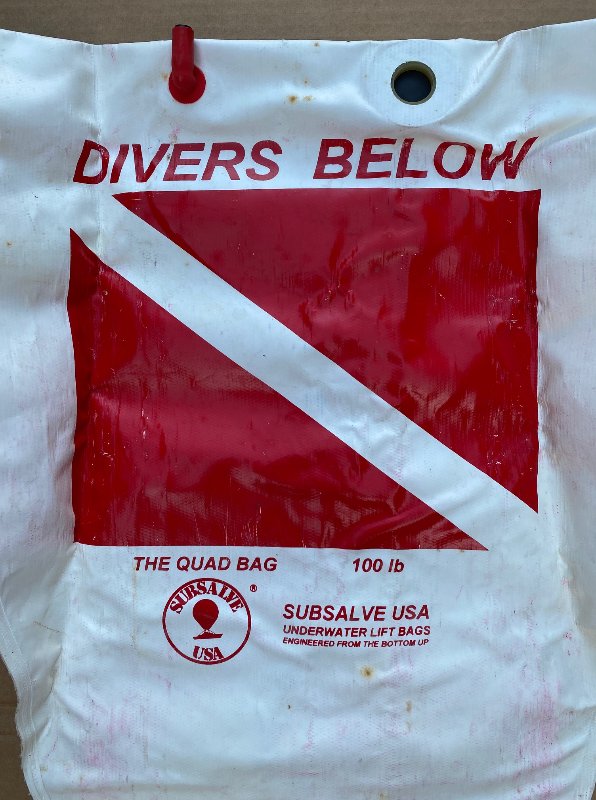 DIVERS BELOW
THE QUAD BAG 100 lb
SUBSALVE ®
USA
SUBSALVE USA
UNDERWATER LIFT BAGS
ENGINEERED FROM THE BOTTOM UP